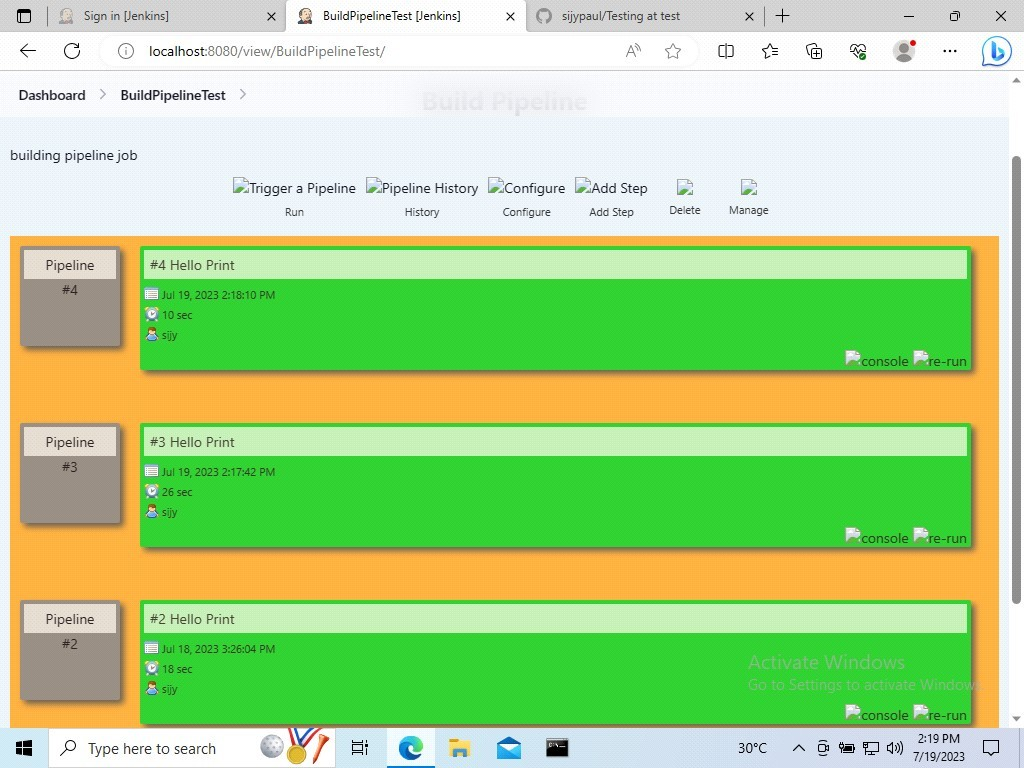 Sign in [Jenkins]
BuildPipelineTest [Jenkins]
sijypaul/Testing at test
localhost:8080/view/BuildPipelineTest/
Dashboard
BuildPipelineTest
Build Pipeline
building pipeline job
Trigger a Pipeline
Pipeline History
Configure
Add Step
Run
History
Configure
Add Step
Delete
Manage
Pipeline
#4
#4 Hello Print
Jul 19, 2023 2:18:10 PM
10 sec
sijy
console
re-run
Pipeline
#3
#3 Hello Print
Jul 19, 2023 2:17:42 PM
26 sec
sijy
console
re-run
Pipeline
#2
#2 Hello Print
Jul 18, 2023 3:26:04 PM
18 sec
sijy
console
re-run
Activate Windows
Go to Settings to activate Windows.
Type here to search
30°C
2:19 PM
7/19/2023